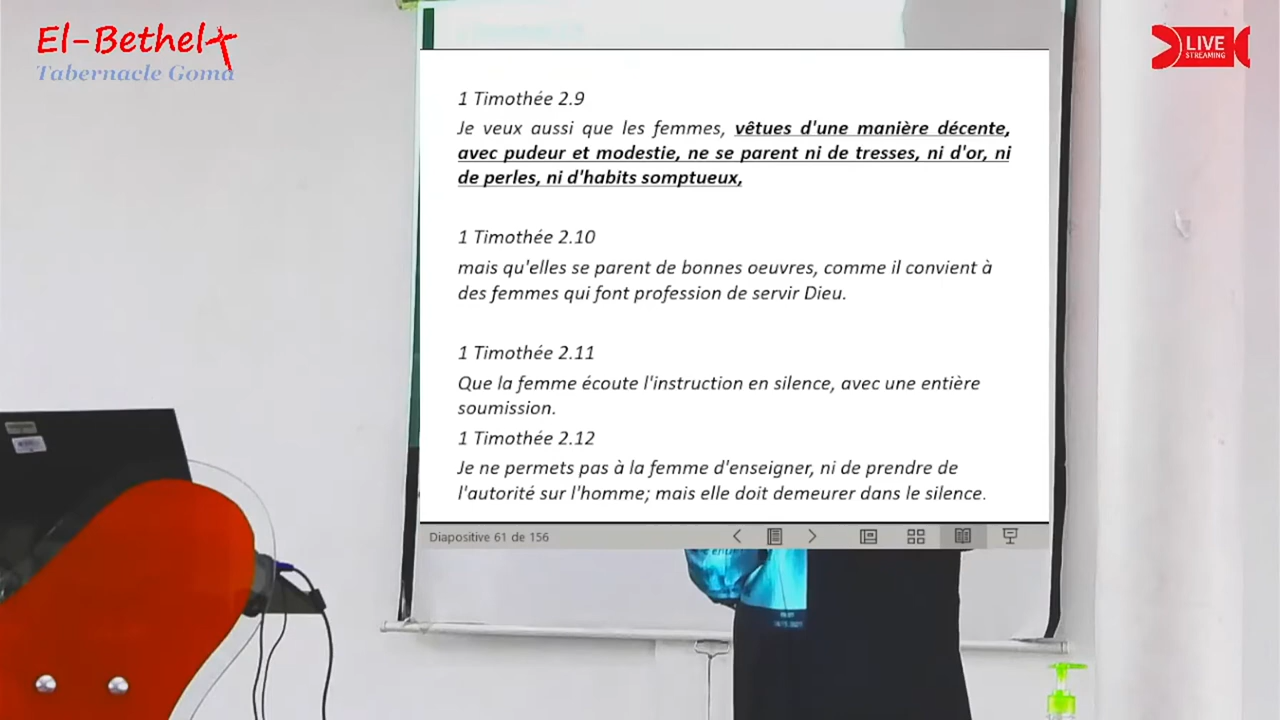 El-Bethel
Tabernacle Goma
LIVE
STREAMING
1 Timothée 2.9
Je veux aussi que les femmes, vêtues d'une manière décente,
avec pudeur et modestie, ne se parent ni de tresses, ni d'or, ni
de perles, ni d'habits somptueux,
1 Timothée 2.10
mais qu'elles se parent de bonnes oeuvres, comme il convient à
des femmes qui font profession de servir Dieu.
1 Timothée 2.11
Que la femme écoute l'instruction en silence, avec une entière
soumission.
1 Timothée 2.12
Je ne permets pas à la femme d'enseigner, ni de prendre de
l'autorité sur l'homme; mais elle doit demeurer dans le silence.
Diapositive 61 de 156